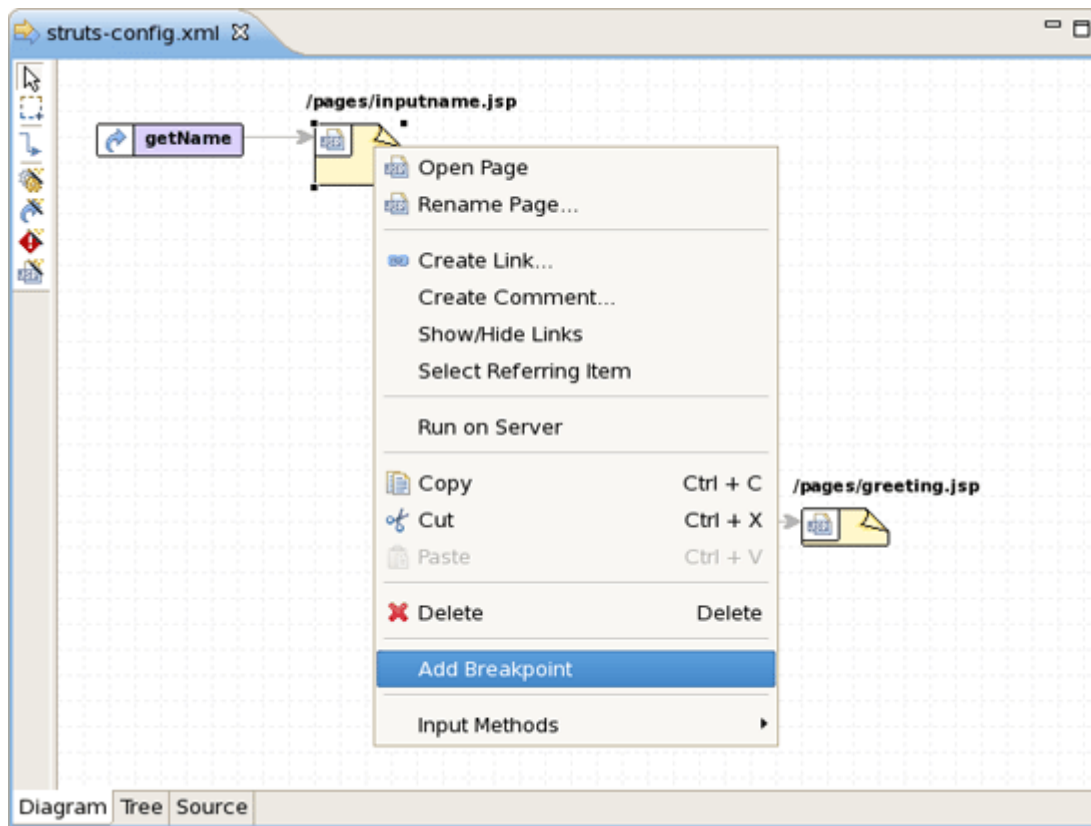 struts-config.xml
/pages/inputname.jsp
getName
Open Page
Rename Page...
Create Link...
Create Comment...
Show/Hide Links
Select Referring Item
Run on Server
Copy Ctrl + C
Cut Ctrl + X
Paste Ctrl + V
/pages/greeting.jsp
Delete Delete
Add Breakpoint
Input Methods
Diagram Tree Source